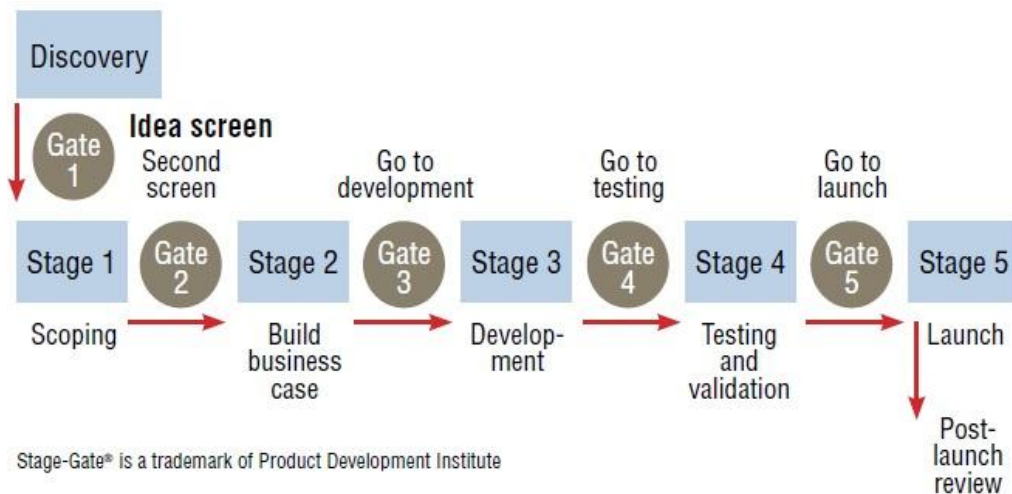 Discovery
Gate
1
Idea screen
Second
screen
Go to
development
Go to
testing
Go to
launch
Stage 1
Gate
2
Stage 2
Gate
3
Stage 3
Gate
4
Stage 4
Gate
5
Stage 5
Scoping
Build
business
case
Develop-
ment
Testing
and
validation
Launch
Post-
launch
review
Stage-Gate® is a trademark of Product Development Institute